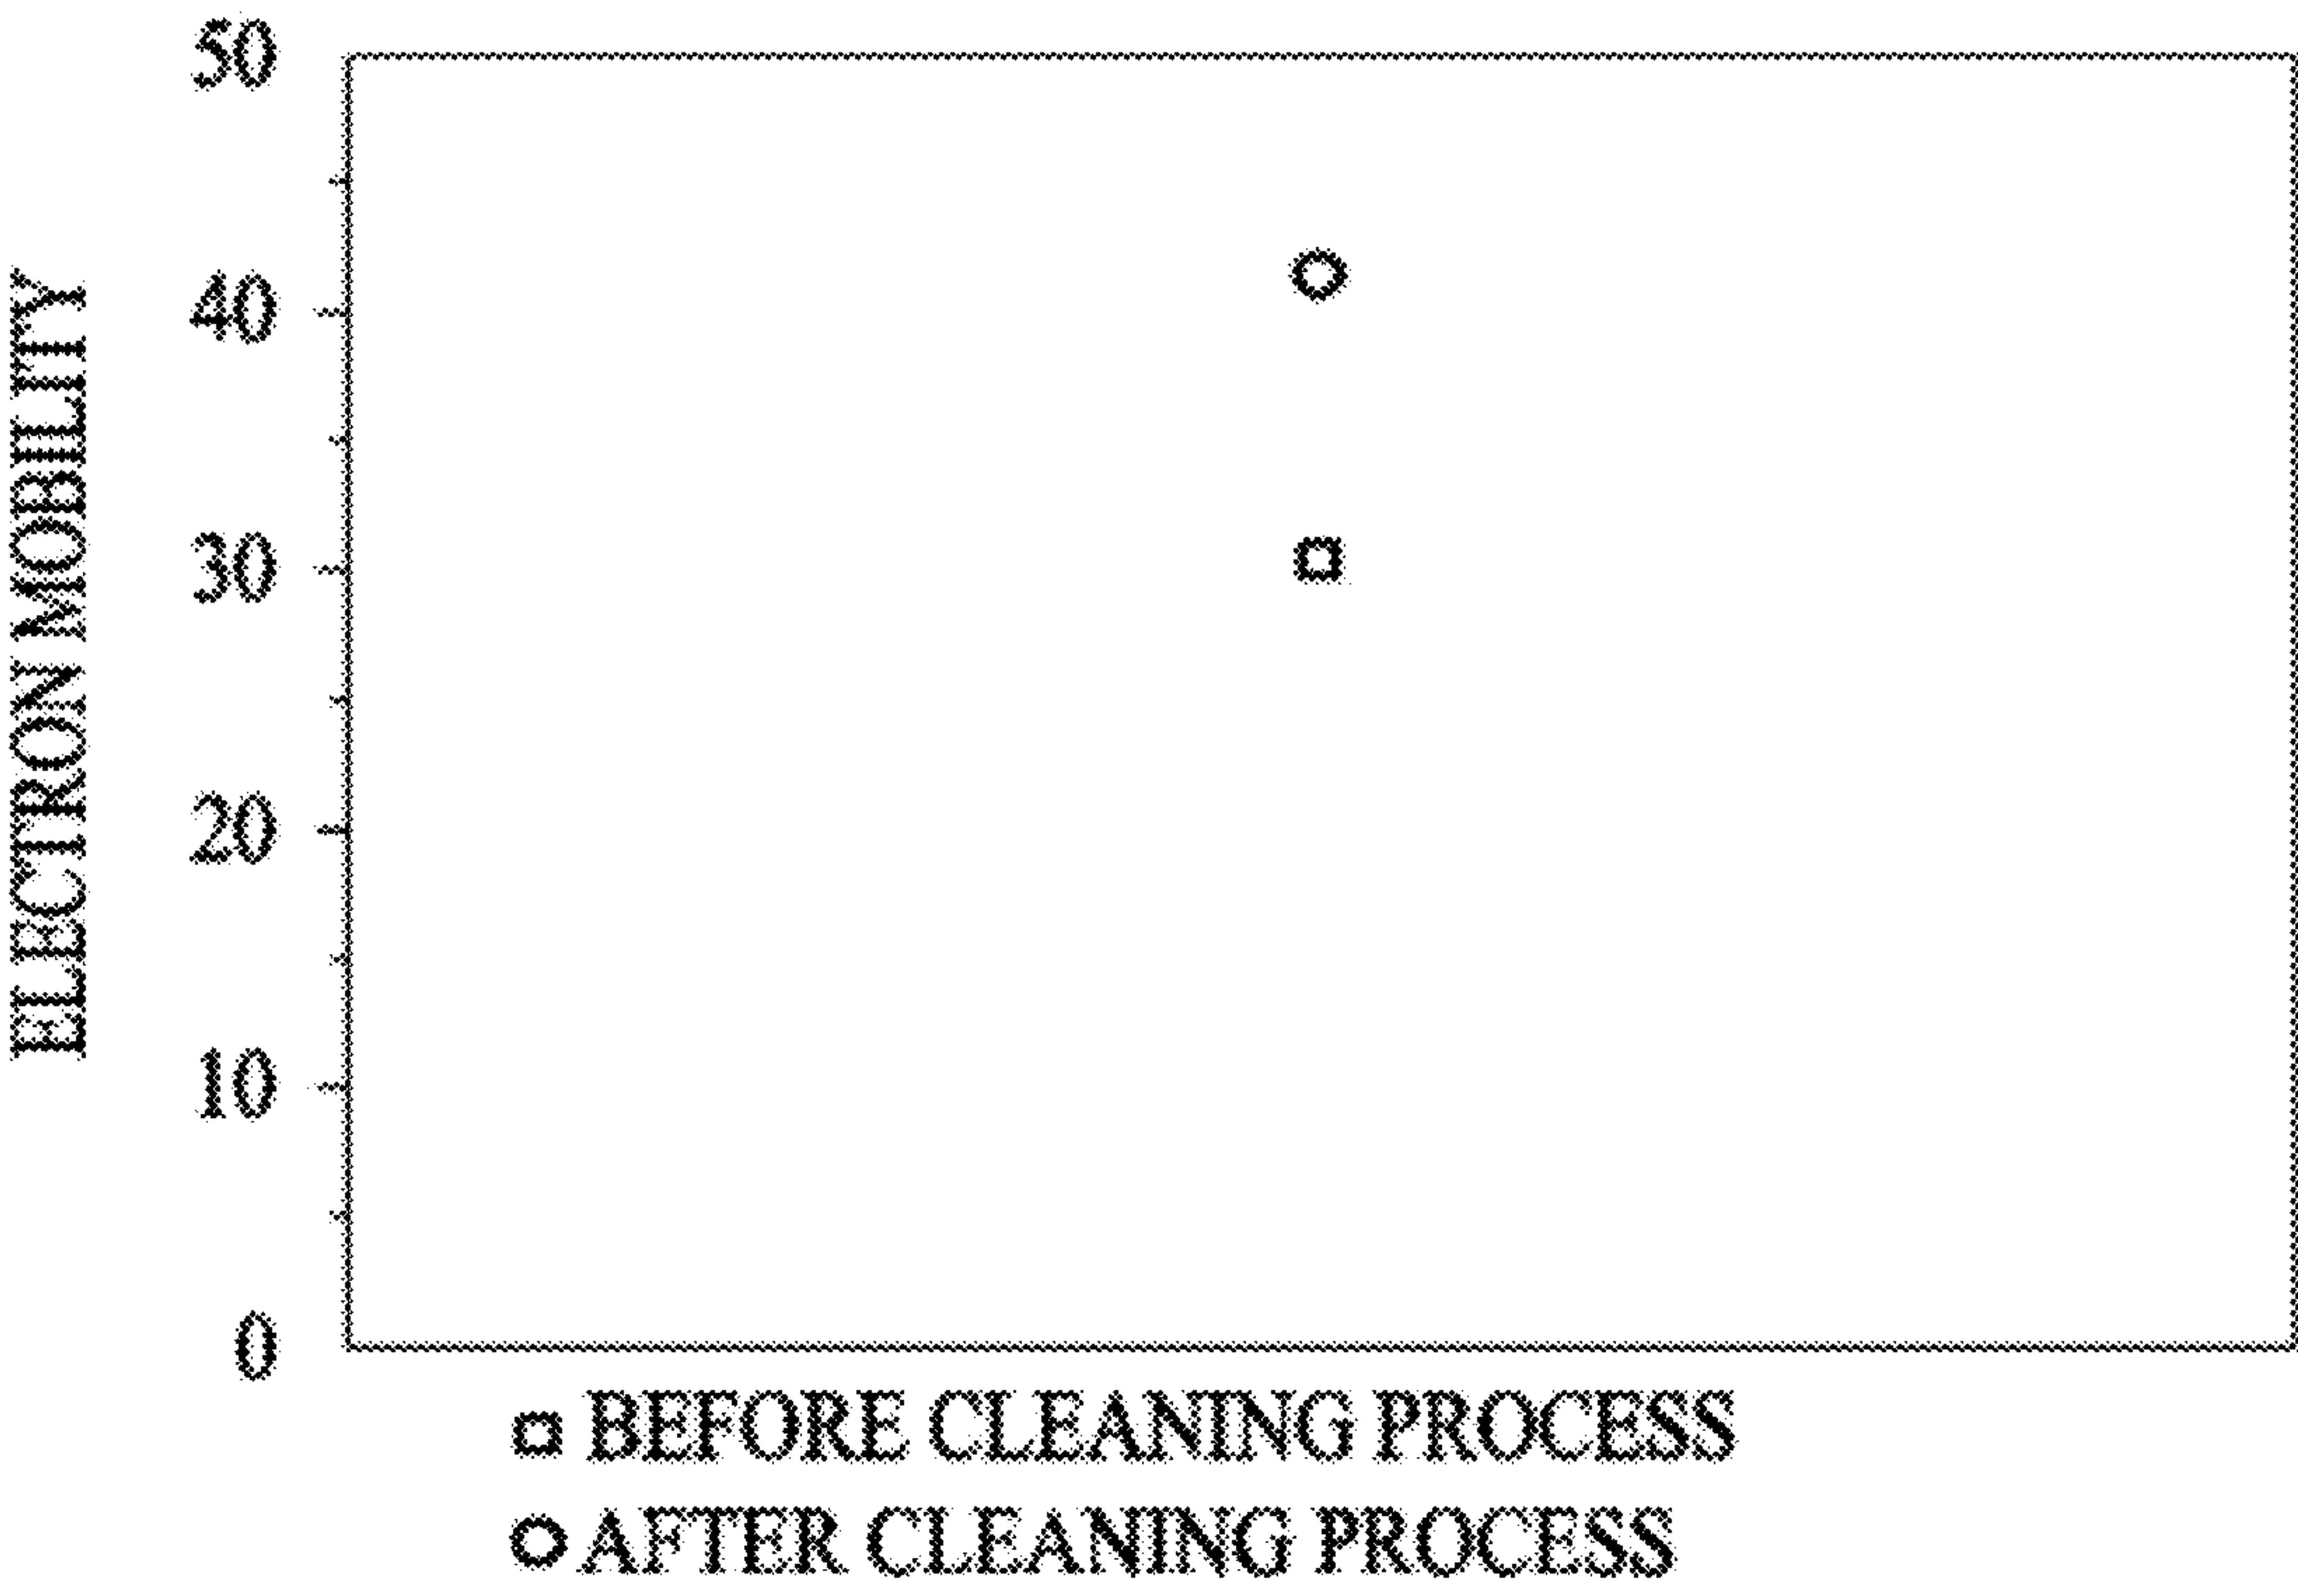 ELECTRON MOBILITY
50
40
30
20
10
0
BEFORE CLEANING PROCESS
AFTER CLEANING PROCESS